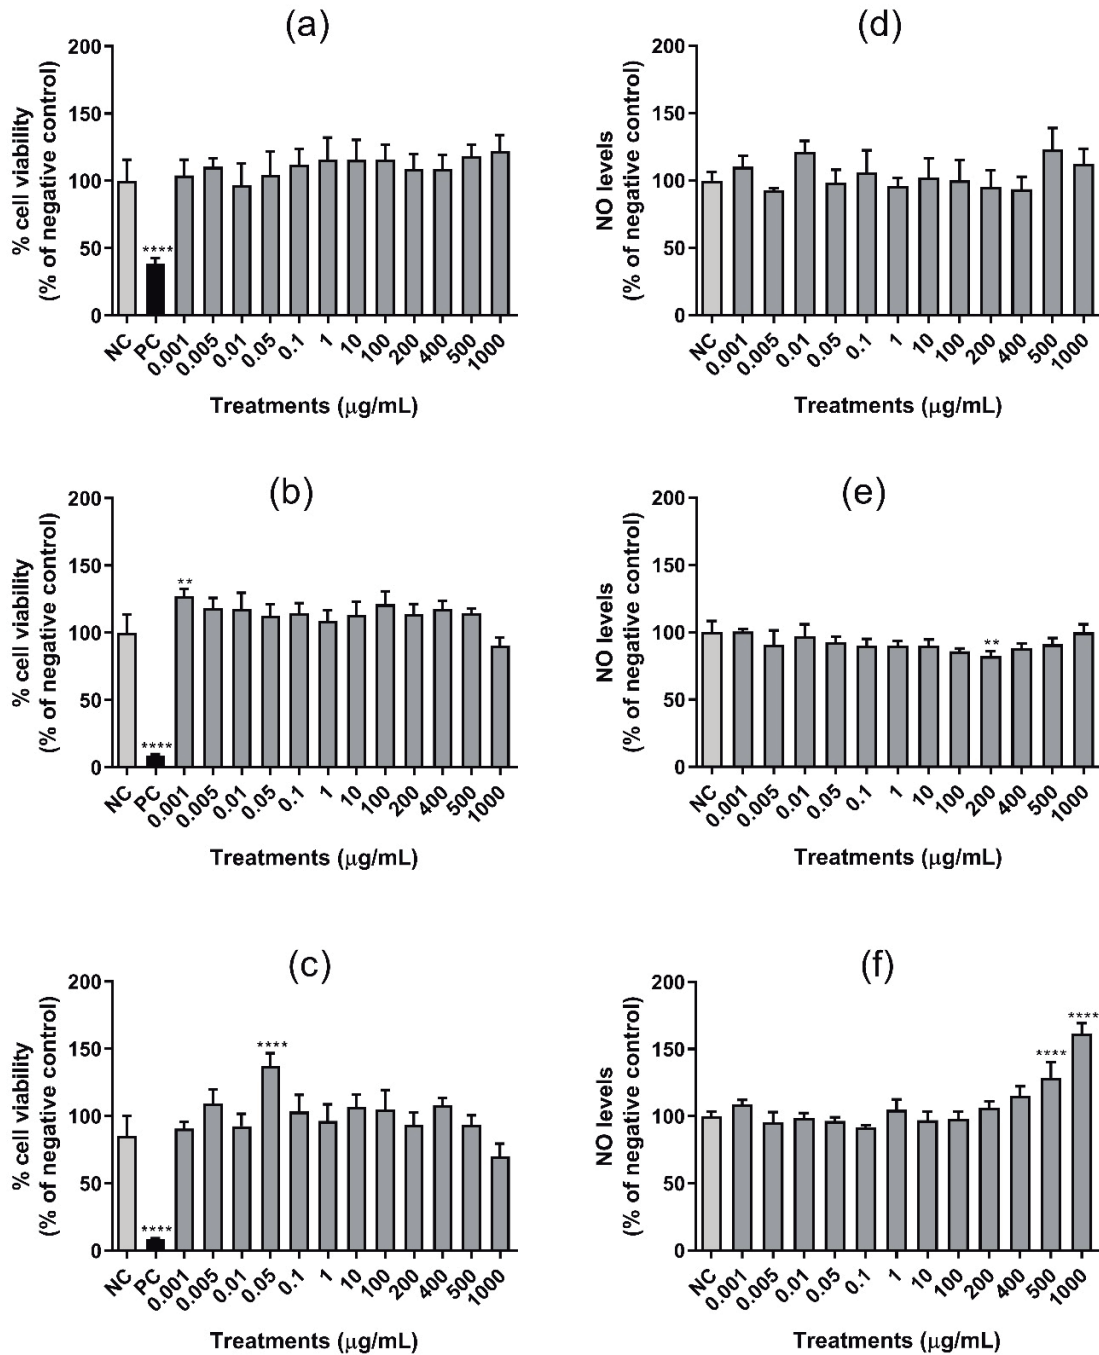 (a)
% cell viability
(% of negative control)
200
150
100
50
0
****
NC PC 0.001 0.005 0.01 0.05 0.1 1 10 100 200 400 500 1000
Treatments (μg/mL)
(d)
NO levels
(% of negative control)
200
150
100
50
0
NC 0.001 0.005 0.01 0.05 0.1 1 10 100 200 400 500 1000
Treatments (μg/mL)
(b)
% cell viability
(% of negative control)
200
150
100
50
0
**
****
NC PC 0.001 0.005 0.01 0.05 0.1 1 10 100 200 400 500 1000
Treatments (μg/mL)
(e)
NO levels
(% of negative control)
200
150
100
50
0
**
NC 0.001 0.005 0.01 0.05 0.1 1 10 100 200 400 500 1000
Treatments (μg/mL)
(c)
% cell viability
(% of negative control)
200
150
100
50
0
****
****
NC PC 0.001 0.005 0.01 0.05 0.1 1 10 100 200 400 500 1000
Treatments (μg/mL)
(f)
NO levels
(% of negative control)
200
150
100
50
0
****
****
NC 0.001 0.005 0.01 0.05 0.1 1 10 100 200 400 500 1000
Treatments (μg/mL)